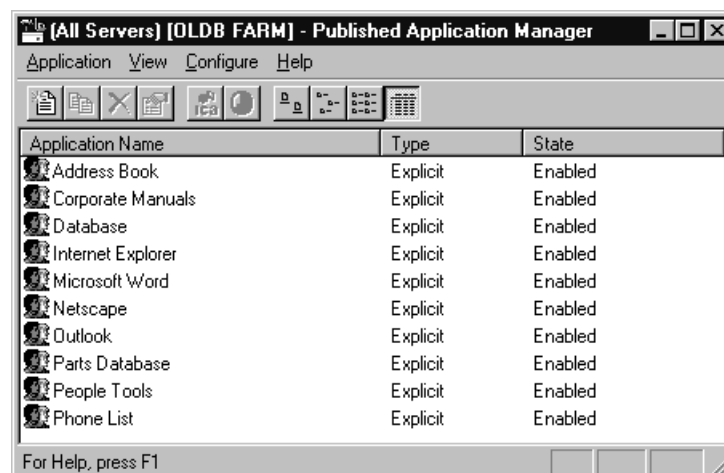 (All Servers) [OLDB FARM] - Published Application Manager
Application View Configure Help
ica
Application Name Type State
Address Book Explicit Enabled
Corporate Manuals Explicit Enabled
Database Explicit Enabled
Internet Explorer Explicit Enabled
Microsoft Word Explicit Enabled
Netscape Explicit Enabled
Outlook Explicit Enabled
Parts Database Explicit Enabled
People Tools Explicit Enabled
Phone List Explicit Enabled
For Help, press F1